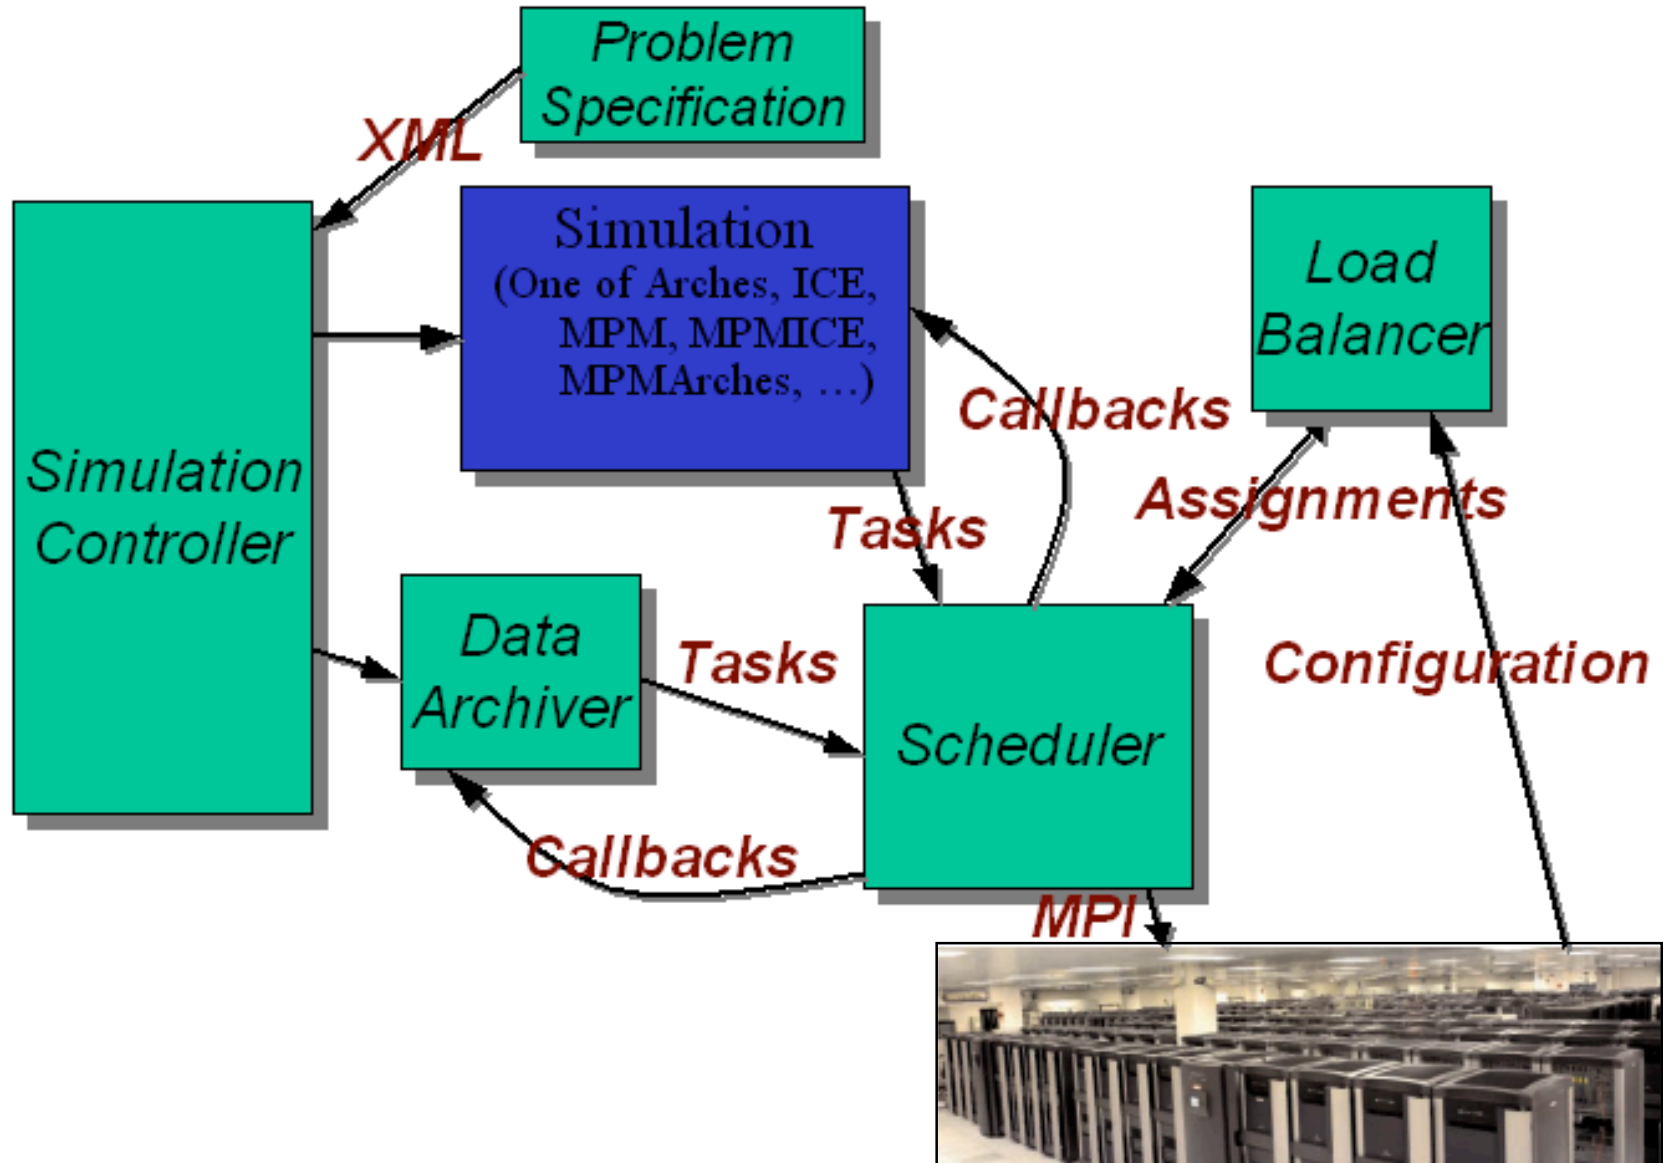 Problem
Specification
XML
Simulation
(One of Arches, ICE,
MPM, MPMICE,
MPMArches, …)
Load
Balancer
Callbacks
Simulation
Controller
Assignments
Tasks
Data
Archiver
Tasks
Configuration
Scheduler
Callbacks
MPI